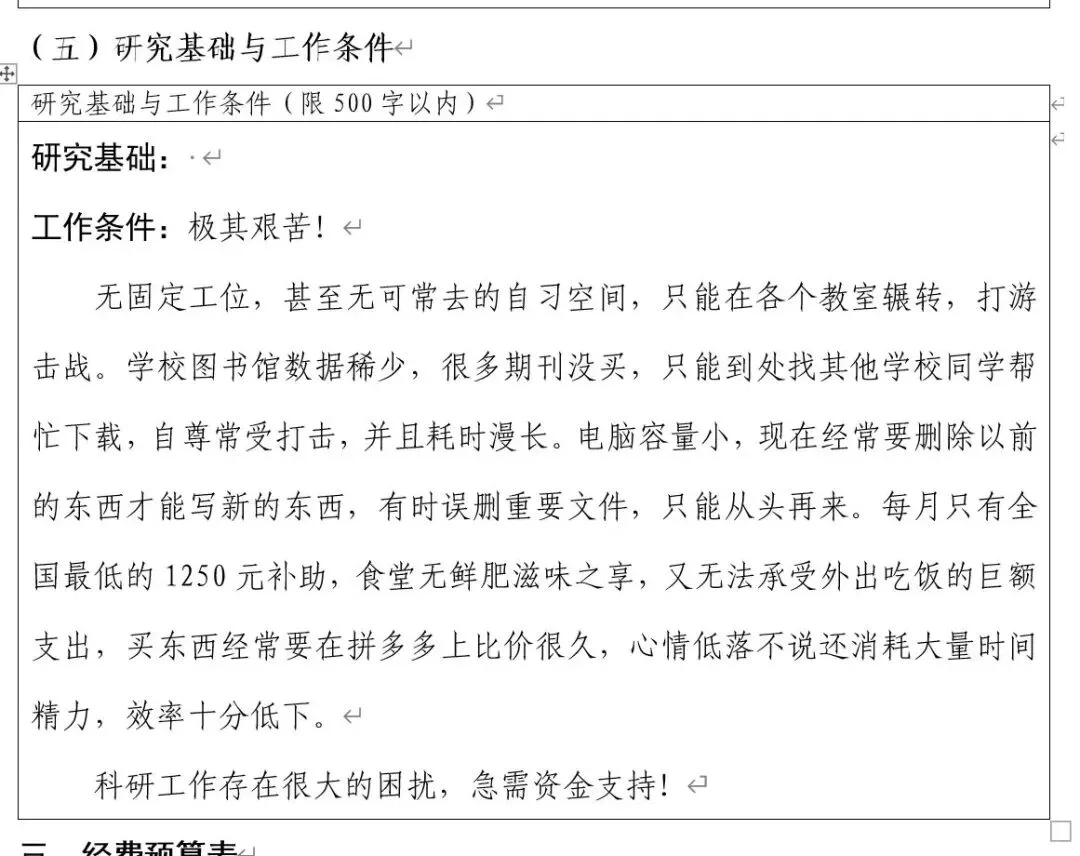 （五）研究基础与工作条件
研究基础与工作条件（限 500 字以内）
研究基础：
工作条件：极其艰苦！
无固定工位，甚至无可常去的自习空间，只能在各个教室辗转，打游
击战。学校图书馆数据稀少，很多期刊没买，只能到处找其他学校同学帮
忙下载，自尊常受打击，并且耗时漫长。电脑容量小，现在经常要删除以前
的东西才能写新的东西，有时误删重要文件，只能从头再来。每月只有全
国最低的 1250 元补助，食堂无鲜肥滋味之享，又无法承受外出吃饭的巨额
支出，买东西经常要在拼多多上比价很久，心情低落不说还消耗大量时间
精力，效率十分低下。
科研工作存在很大的困扰，急需资金支持！
三、经费预算表